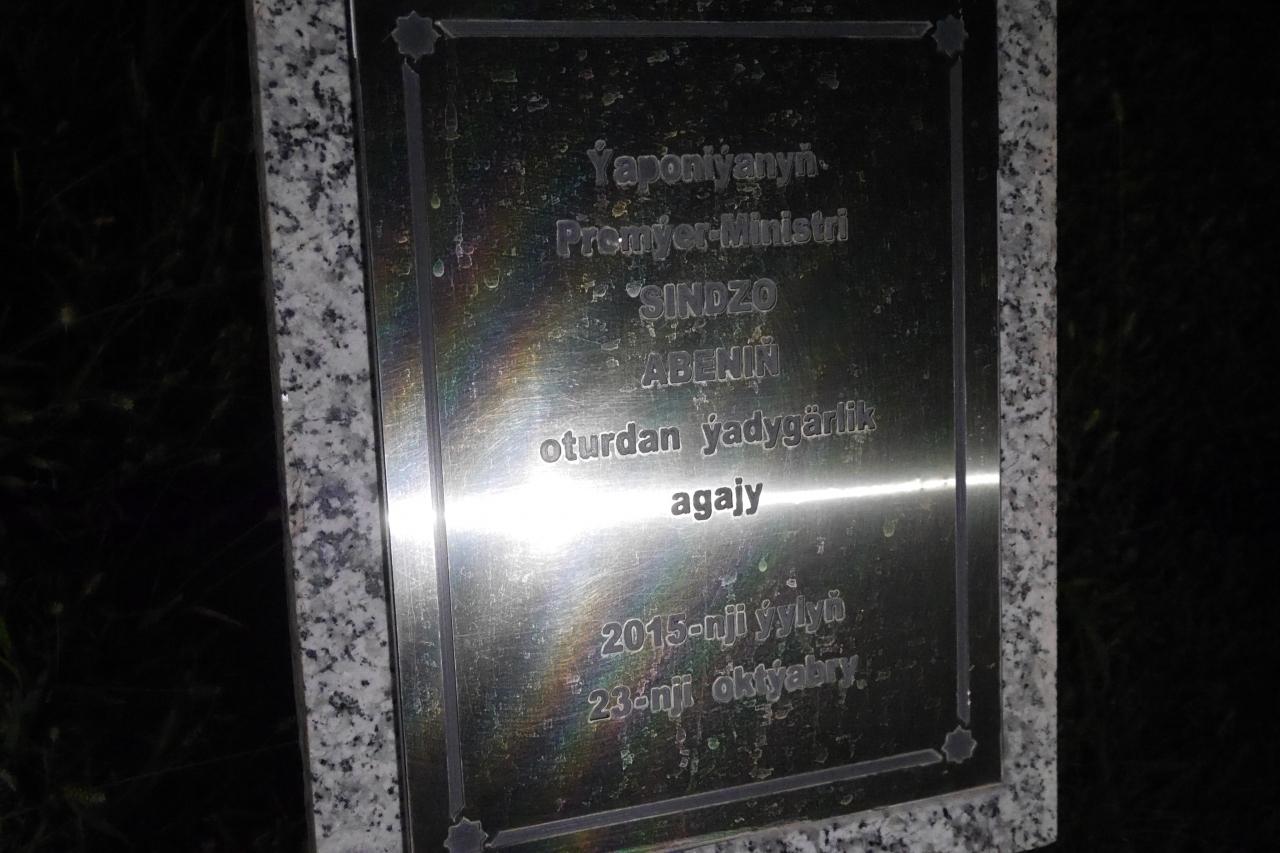 Ýaponiýanyň
Premýer-Ministri
SINDZO
ABENIŇ
oturdan ýadygärlik
agajy
2015-nji ýylyň
23-nji oktýabry